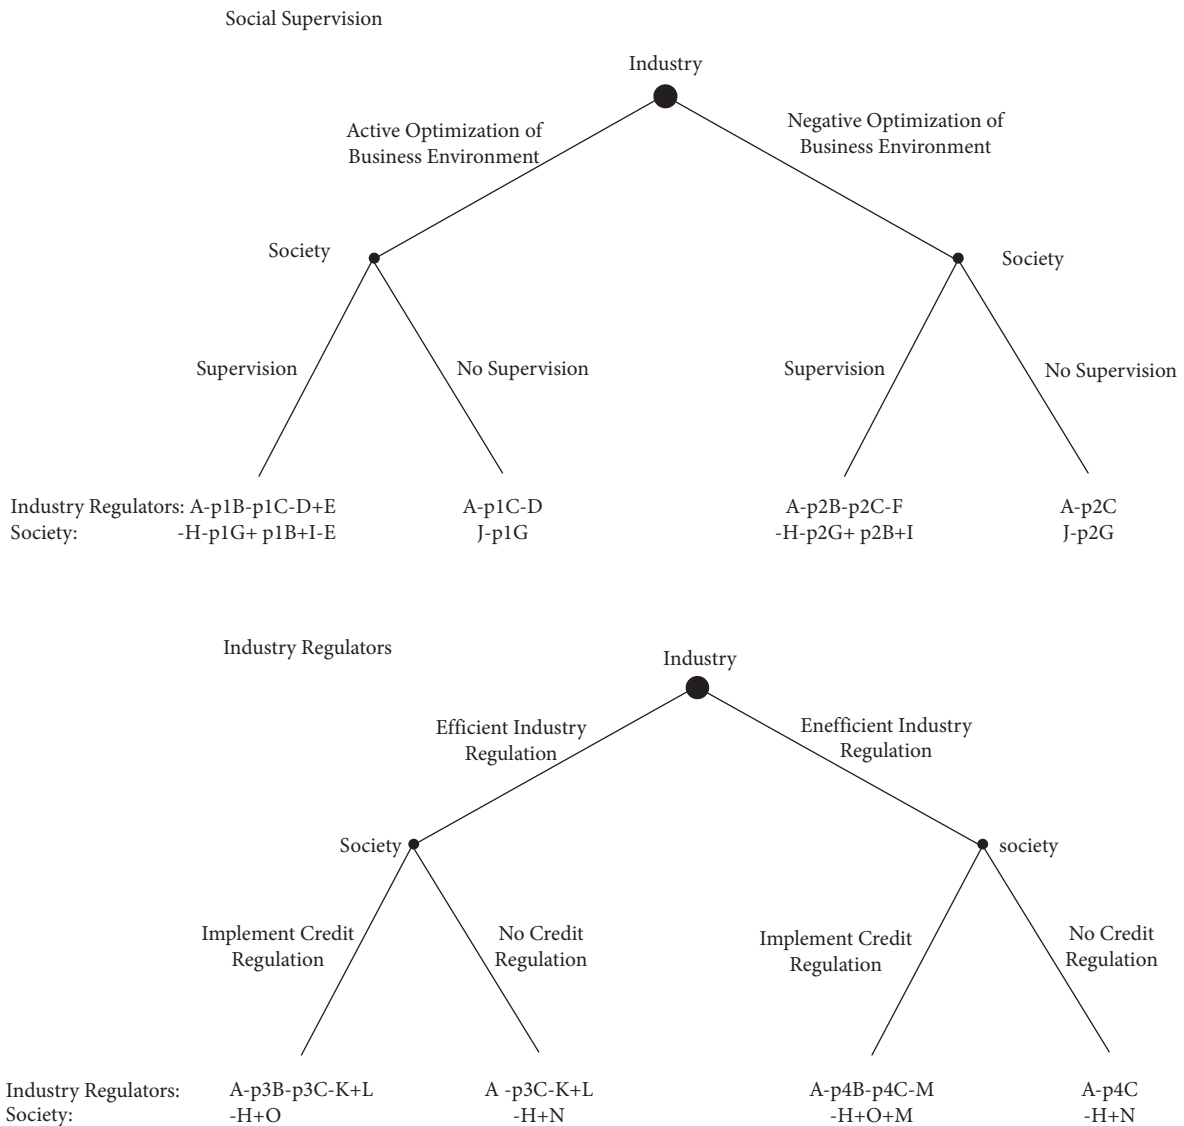 Social Supervision
Industry
Active Optimization of
Business Environment
Negative Optimization of
Business Environment
Society
Society
Supervision
No Supervision
Supervision
No Supervision
Industry Regulators: A-p1B-p1C-D+E
A-p1C-D
A-p2B-p2C-F
A-p2C
Society:
-H-p1G+ p1B+I-E
J-p1G
-H-p2G+ p2B+I
J-p2G
Industry Regulators
Industry
Efficient Industry
Regulation
Enefficient Industry
Regulation
Society
society
Implement Credit
Regulation
No Credit
Regulation
Implement Credit
Regulation
No Credit
Regulation
Industry Regulators:
A-p3B-p3C-K+L
A -p3C-K+L
A-p4B-p4C-M
A-p4C
Society:
-H+O
-H+N
-H+O+M
-H+N